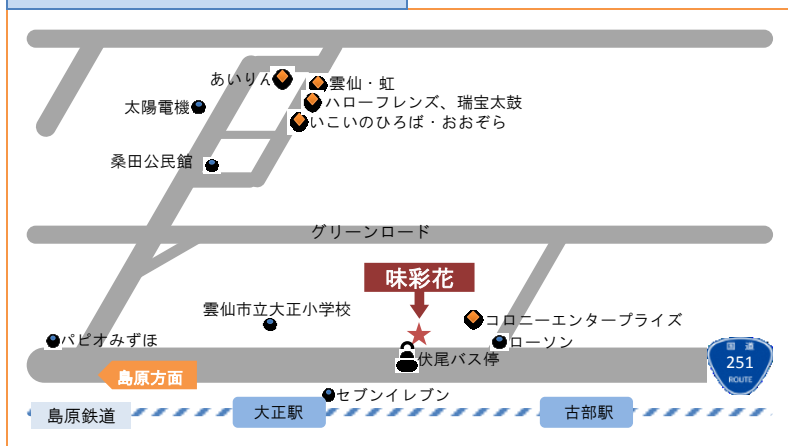 あいりん
雲仙・虹
太陽電機
ハローフレンズ、瑞宝太鼓
いこいのひろば・おおぞら
桑田公民館
グリーンロード
味彩花
雲仙市立大正小学校
コロニーエンタープライズ
パピオみずほ
ローソン
伏尾バス停
国道
251
ROUTE
島原方面
セブンイレブン
島原鉄道
大正駅
古部駅